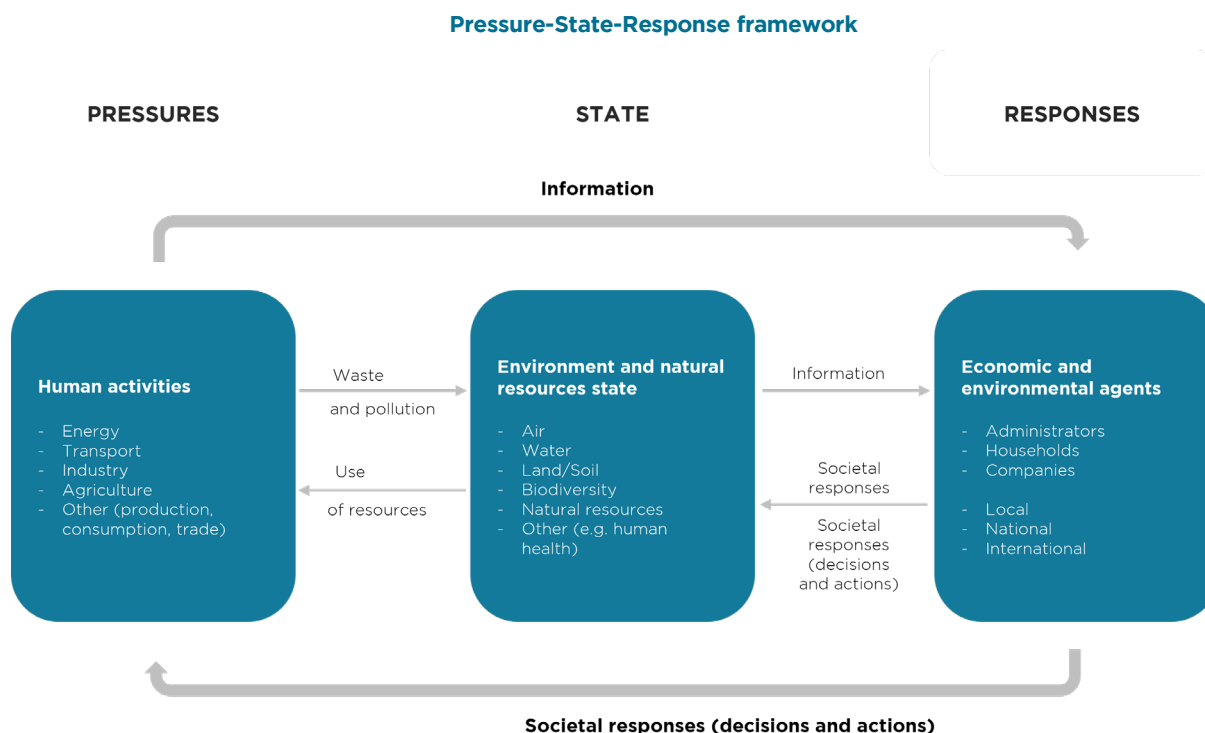 Pressure-State-Response framework
PRESSURES
STATE
RESPONSES
Information
Human activities
- Energy
- Transport
- Industry
- Agriculture
- Other (production,
consumption, trade)
Waste
and pollution
Use
of resources
Environment and natural
resources state
- Air
- Water
- Land/Soil
- Biodiversity
- Natural resources
- Other (e.g. human
health)
Information
Societal
responses
Societal
responses
(decisions
and actions)
Economic and
environmental agents
- Administrators
- Households
- Companies
- Local
- National
- International
Societal responses (decisions and actions)